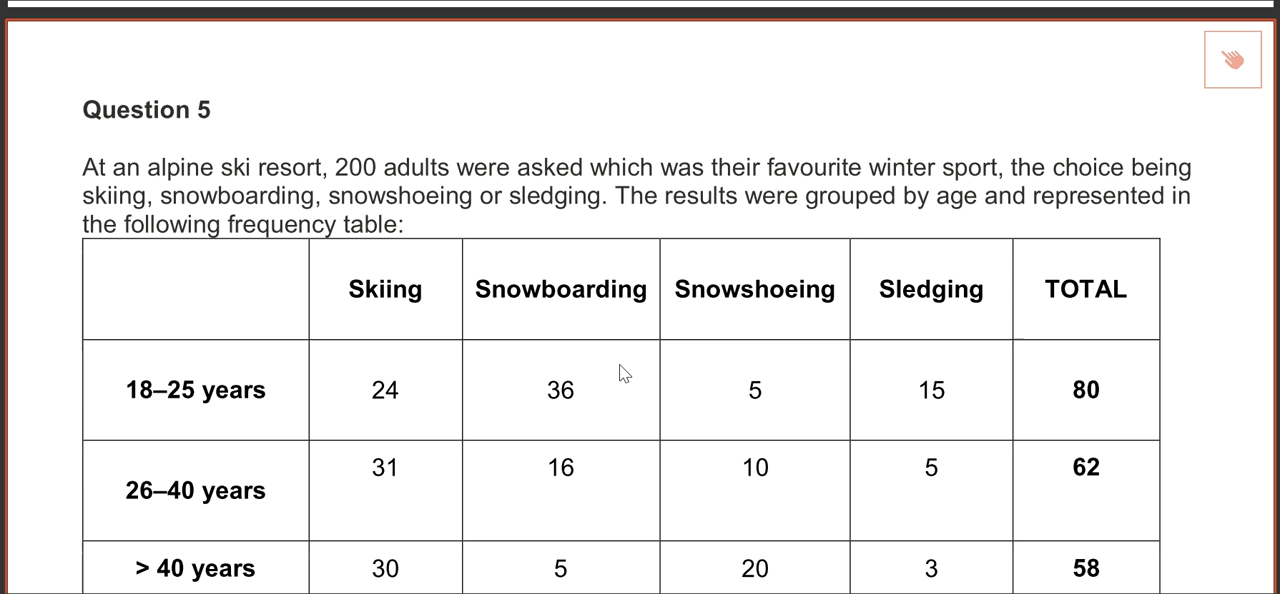 Question 5
At an alpine ski resort, 200 adults were asked which was their favourite winter sport, the choice being
skiing, snowboarding, snowshoeing or sledging. The results were grouped by age and represented in
the following frequency table:
Skiing Snowboarding Snowshoeing Sledging TOTAL
18–25 years 24 36 5 15 80
26–40 years 31 16 10 5 62
> 40 years 30 5 20 3 58